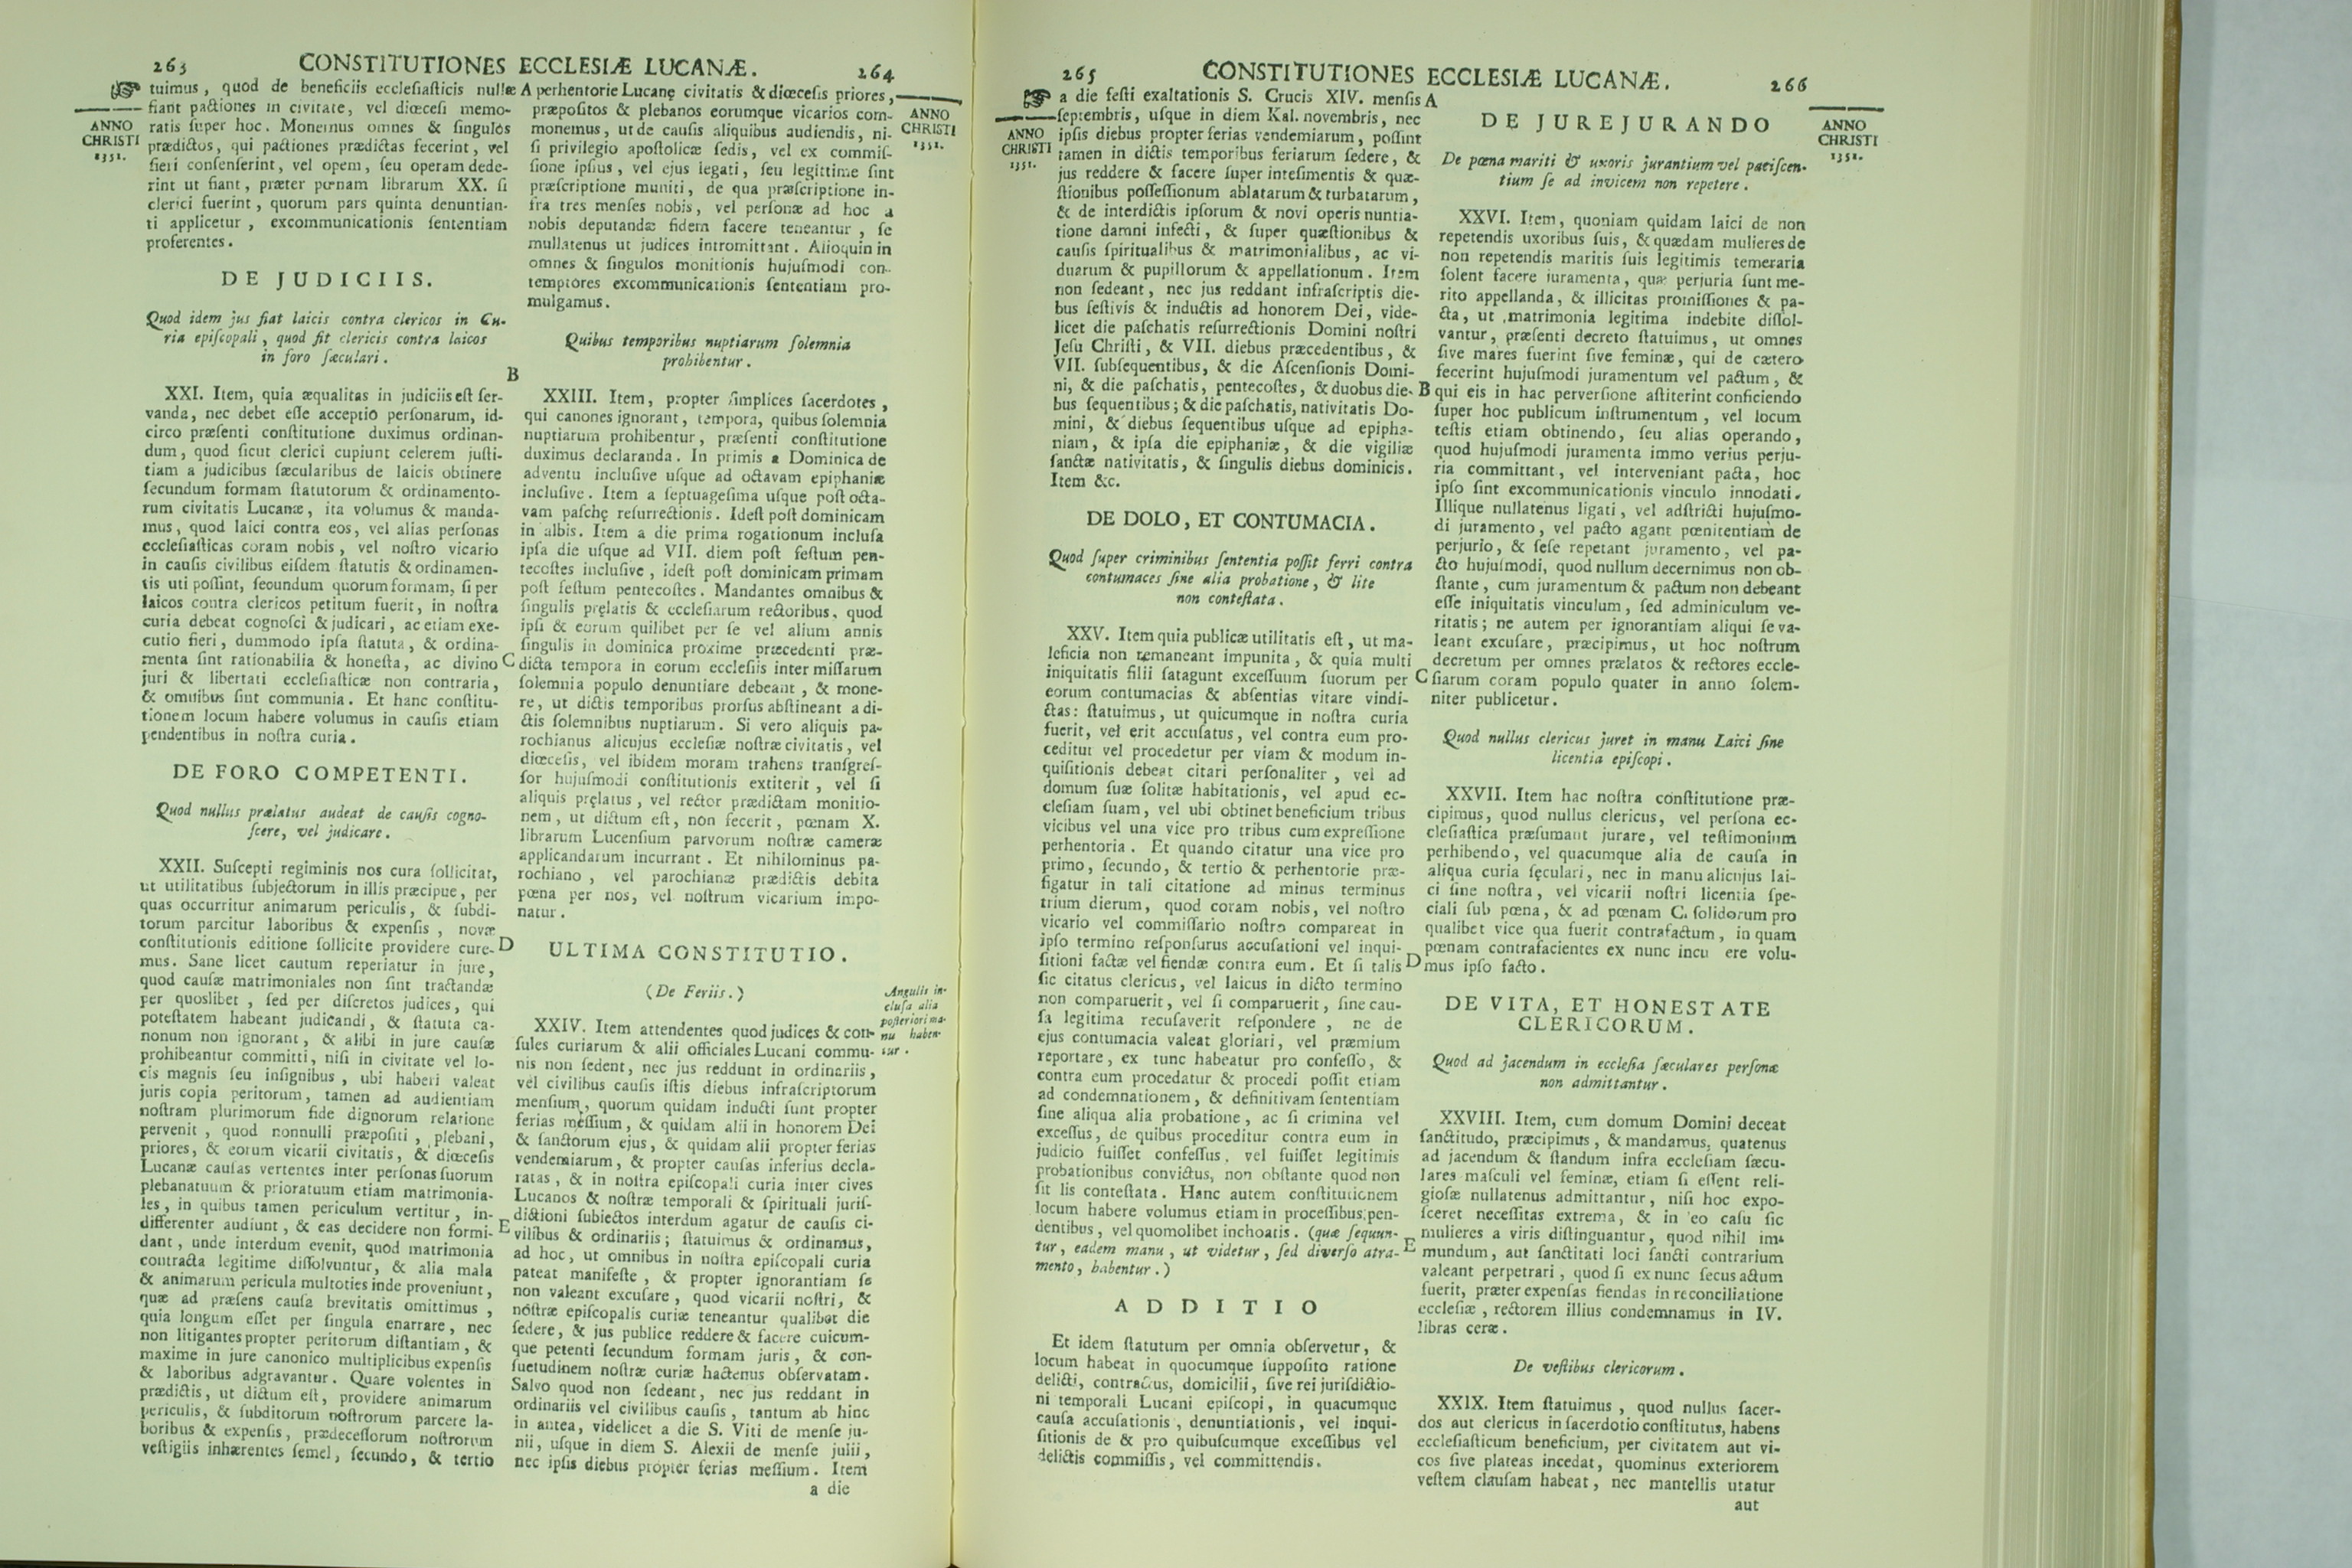 263
CONSTITUTIONES ECCLESIÆ LUCANÆ.
264
ANNO
CHRISTI
1351.
tuimus, quod de beneficiis ecclesiasticis nullæ
fiant pactiones in civitate, vel diœcesi memo-
ratis super hoc. Monemus omnes & singulos
prædictos, qui pactiones prædictas fecerint, vel
fieri consenserint, vel opem, seu operam dede-
rint ut fiant, præter pœnam librarum XX. si
clerici fuerint, quorum pars quinta denuntian-
ti applicetur, excommunicationis sententiam
proferentes.
DE JUDICIIS.
Quod idem jus fiat laicis contra clericos in Cu-
ria episcopali, quod fit clericis contra laicos
in foro sæculari.
XXI. Item, quia æqualitas in judiciis est ser-
vanda, nec debet esse acceptio personarum, id-
circo præsenti constitutione duximus ordinan-
dum, quod sicut clerici cupiunt celerem justi-
tiam a judicibus sæcularibus de laicis obtinere
secundum formam statutorum & ordinamento-
rum civitatis Lucanæ, ita volumus & manda-
mus, quod laici contra eos, vel alias personas
ecclesiasticas coram nobis, vel nostro vicario
in causis civilibus eisdem statutis & ordinamen-
tis uti possint, secundum quorum formam, si per
laicos contra clericos petitum fuerit, in nostra
curia debeat cognosci & judicari, ac etiam exe-
cutio fieri, dummodo ipsa statuta, & ordina-
menta sint rationabilia & honesta, ac divino
juri & libertati ecclesiasticæ non contraria,
& omnibus sint communia. Et hanc constitu-
tionem locum habere volumus in causis etiam
pendentibus in nostra curia.
DE FORO COMPETENTI.
Quod nullus prælatus audeat de causis cogno-
scere, vel judicare.
XXII. Suscepti regiminis nos cura sollicitat,
ut utilitatibus subjectorum in illis præcipue, per
quas occurritur animarum periculis, & subdi-
torum parcitur laboribus & expensis, novæ
constitutionis editione sollicite providere cure-
mus. Sane licet cautum reperiatur in jure,
quod causæ matrimoniales non sint tractandæ
per quoslibet, sed per discretos judices, qui
potestatem habeant judicandi, & statuta ca-
nonum non ignorant, & alibi in jure causæ
prohibeantur committi, nisi in civitate vel lo-
cis magnis seu insignibus, ubi haberi valeat
juris copia peritorum, tamen ad audientiam
nostram plurimorum fide dignorum relatione
pervenit, quod nonnulli præpositi, plebani,
priores, & eorum vicarii civitatis, & diœcesis
Lucanæ causas vertentes inter personas suorum
plebanatuum & prioratuum etiam matrimonia-
les, in quibus tamen periculum vertitur, in-
differenter audiunt, & eas decidere non formi-
dant, unde interdum evenit, quod matrimonia
contracta legitime dissolvuntur, & alia mala
& animarum pericula multoties inde proveniunt,
quæ ad præsens causa brevitatis omittimus,
quia longum esset per singula enarrare, nec
non litigantes propter peritorum distantiam, &
maxime in jure canonico multiplicibus expensis
& laboribus adgravantur. Quare volentes in
prædictis, ut dictum est, providere animarum
periculis, & subditorum nostrorum parcere la-
boribus & expensis, prædecessorum nostrorum
vestigiis inhærentes semel, secundo, & tertio
A
B
C
D
E
perhentorie Lucanę civitatis & diœcesis priores,
præpositos & plebanos eorumque vicarios com-
monemus, ut de causis aliquibus audiendis, ni-
si privilegio apostolicæ sedis, vel ex commis-
sione ipsius, vel ejus legati, seu legittime sint
præscriptione muniti, de qua præscriptione in-
fra tres menses nobis, vel personæ ad hoc a
nobis deputandæ fidem facere teneantur, se
mullatenus ut judices intromittant. Alioquin in
omnes & singulos monitionis hujusmodi con-
temptores excommunicationis sententiam pro-
mulgamus.
Quibus temporibus nuptiarum solemnia
prohibentur.
XXIII. Item, propter simplices sacerdotes,
qui canones ignorant, tempora, quibus solemnia
nuptiarum prohibentur, præsenti constitutione
duximus declaranda. In primis a Dominica de
adventu inclusive usque ad octavam epiphaniæ
inclusive. Item a septuagesima usque post octa-
vam paschę resurrectionis. Idest post dominicam
in albis. Item a die prima rogationum inclusa
ipsa die usque ad VII. diem post festum pen-
tecostes inclusive, idest post dominicam primam
post festum pentecostes. Mandantes omnibus &
singulis pręlatis & ecclesiarum rectoribus, quod
ipsi & eorum quilibet per se vel alium annis
singulis in dominica proxime præcedenti præ-
dicta tempora in eorum ecclesiis inter missarum
solemnia populo denuntiare debeant, & mone-
re, ut dictis temporibus prorsus abstineant a di-
ctis solemnibus nuptiarum. Si vero aliquis pa-
rochianus alicujus ecclesiæ nostræ civitatis, vel
diœcesis, vel ibidem moram trahens transgres-
sor hujusmodi constitutionis extiterit, vel si
aliquis pręlatus, vel rector prædictam monitio-
nem, ut dictum est, non fecerit, pœnam X.
librarum Lucensium parvorum nostræ cameræ
applicandarum incurrant. Et nihilominus pa-
rochiano, vel parochianæ prædictis debita
pœna per nos, vel nostrum vicarium impo-
natur.
ULTIMA CONSTITUTIO.
(De Feriis.)
XXIV. Item attendentes quod judices & con-
sules curiarum & alii officiales Lucani commu-
nis non sedent, nec jus reddunt in ordinariis,
vel civilibus causis istis diebus infrascriptorum
mensium, quorum quidam inducti sunt propter
ferias messium, & quidam alii in honorem Dei
& sanctorum ejus, & quidam alii propter ferias
vendemiarum, & propter causas inferius decla-
ratas, & in nostra episcopali curia inter cives
Lucanos & nostræ temporali & spirituali juris-
dictioni subiectos interdum agatur de causis ci-
vilibus & ordinariis; statuimus & ordinamus,
ad hoc, ut omnibus in nostra episcopali curia
pateat manifeste, & propter ignorantiam se
non valeant excusare, quod vicarii nostri, &
nostræ episcopalis curiæ teneantur qualibet die
sedere, & jus publice reddere & facere cuicum-
que petenti secundum formam juris, & con-
suetudinem nostræ curiæ hactenus observatam.
Salvo quod non sedeant, nec jus reddant in
ordinariis vel civilibus causis, tantum ab hinc
in antea, videlicet a die S. Viti de mense ju-
nii, usque in diem S. Alexii de mense julii,
nec ipsis diebus propter ferias messium. Item
a die
ANNO
CHRISTI
1351.
Angulis in-
clusa alia
posteriori ma-
nu haben-
tur.
265
CONSTITUTIONES ECCLESIÆ LUCANÆ.
266
ANNO
CHRISTI
1351.
a die festi exaltationis S. Crucis XIV. mensis
septembris, usque in diem Kal. novembris, nec
ipsis diebus propter ferias vendemiarum, possint
tamen in dictis temporibus feriarum sedere, &
jus reddere & facere super intesimentis & quæ-
stionibus possessionum ablatarum & turbatarum,
& de interdictis ipsorum & novi operis nuntia-
tione damni infecti, & super quæstionibus &
causis spiritualibus & matrimonialibus, ac vi-
duarum & pupillorum & appellationum. Item
non sedeant, nec jus reddant infrascriptis die-
bus festivis & inductis ad honorem Dei, vide-
licet die paschatis resurrectionis Domini nostri
Jesu Christi, & VII. diebus præcedentibus, &
VII. subsequentibus, & die Ascensionis Domi-
ni, & die paschatis, pentecostes, & duobus die-
bus sequentibus; & die paschatis, nativitatis Do-
mini, & diebus sequentibus usque ad epipha-
niam, & ipsa die epiphaniæ, & die vigiliæ
sanctæ nativitatis, & singulis diebus dominicis.
Item &c.
DE DOLO, ET CONTUMACIA.
Quod super criminibus sententia possit ferri contra
contumaces sine alia probatione, & lite
non contestata.
XXV. Item quia publicæ utilitatis est, ut ma-
leficia non remaneant impunita, & quia multi
iniquitatis filii satagunt excessuum suorum per
eorum contumacias & absentias vitare vindi-
ctas: statuimus, ut quicumque in nostra curia
fuerit, vel erit accusatus, vel contra eum pro-
ceditut vel procedetur per viam & modum in-
quisitionis debeat citari personaliter, vel ad
domum suæ solitæ habitationis, vel apud ec-
clesiam suam, vel ubi obtinet beneficium tribus
vicibus vel una vice pro tribus cum expressione
perhentoria. Et quando citatur una vice pro
primo, secundo, & tertio & perhentorie præ-
figatur in tali citatione ad minus terminus
trium dierum, quod coram nobis, vel nostro
vicario vel commissario nostro compareat in
ipso termino responsurus accusationi vel inqui-
sitioni factæ vel fiendæ contra eum. Et si talis
sic citatus clericus, vel laicus in dicto termino
non comparuerit, vel si comparuerit, sine cau-
sa legitima recusaverit respondere, ne de
ejus contumacia valeat gloriari, vel præmium
reportare, ex tunc habeatur pro confesso, &
contra eum procedatur & procedi possit etiam
ad condemnationem, & definitivam sententiam
sine aliqua alia probatione, ac si crimina vel
excessus, de quibus proceditur contra eum in
judicio fuisset confessus, vel fuisset legitimis
probationibus convictus, non obstante quod non
sit lis contestata. Hanc autem constitutionem
locum habere volumus etiam in processibus pen-
dentibus, vel quomolibet inchoatis. (quæ sequun-
tur, eadem manu, ut videtur, sed diverso atra-
mento, habentur.)
ADDITIO
Et idem statutum per omnia observetur, &
locum habeat in quocumque supposito ratione
delicti, contractus, domicilii, sive rei jurisdictio-
ni temporali Lucani episcopi, in quacumque
causa accusationis, denuntiationis, vel inqui-
sitionis de & pro quibuscumque excessibus vel
delictis commissis, vel committendis.
A
B
C
D
E
DE JUREJURANDO
De pœna mariti & uxoris jurantium vel paciscen-
tium se ad invicem non repetere.
XXVI. Item, quoniam quidam laici de non
repetendis uxoribus suis, & quædam mulieres de
non repetendis maritis suis legitimis temeraria
solent facere juramenta, quæ perjuria sunt me-
rito appellanda, & illicitas promissiones & pa-
cta, ut matrimonia legitima indebite dissol-
vantur, præsenti decreto statuimus, ut omnes
sive mares fuerint sive feminæ, qui de cætero
fecerint hujusmodi juramentum vel pactum, &
qui eis in hac perversione astiterint conficiendo
super hoc publicum instrumentum, vel locum
testis etiam obtinendo, seu alias operando,
quod hujusmodi juramenta immo verius perju-
ria committant, vel interveniant pacta, hoc
ipso sint excommunicationis vinculo innodati.
Illique nullatenus ligati, vel adstricti hujusmo-
di juramento, vel pacto agant pœnitentiam de
perjurio, & sese repetant juramento, vel pa-
cto hujusmodi, quod nullum decernimus non ob-
stante, cum juramentum & pactum non debeant
esse iniquitatis vinculum, sed adminiculum ve-
ritatis; ne autem per ignorantiam aliqui se va-
leant excusare, præcipimus, ut hoc nostrum
decretum per omnes prælatos & rectores eccle-
siarum coram populo quater in anno solem-
niter publicetur.
Quod nullus clericus juret in manu Laici sine
licentia episcopi.
XXVII. Item hac nostra constitutione præ-
cipimus, quod nullus clericus, vel persona ec-
clesiastica præsumant jurare, vel testimonium
perhibendo, vel quacumque alia de causa in
aliqua curia sęculari, nec in manu alicujus lai-
ci sine nostra, vel vicarii nostri licentia spe-
ciali sub pœna, & ad pœnam C. solidorum pro
qualibet vice qua fuerit contrafactum, in quam
pœnam contrafacientes ex nunc incu ere volu-
mus ipso facto.
DE VITA, ET HONESTATE
CLERICORUM.
Quod ad jacendum in ecclesia sæculares personæ
non admittantur.
XXVIII. Item, cum domum Domini deceat
sanctitudo, præcipimus, & mandamus, quatenus
ad jacendum & standum infra ecclesiam sæcu-
lares masculi vel feminæ, etiam si essent reli-
giosæ nullatenus admittantur, nisi hoc expo-
sceret necessitas extrema, & in eo casu sic
mulieres a viris distinguantur, quod nihil im-
mundum, aut sanctitati loci sancti contrarium
valeant perpetrari, quod si ex nunc secus actum
fuerit, præter expensas fiendas in reconciliatione
ecclesiæ, rectorem illius condemnamus in IV.
libras ceræ.
De vestibus clericorum.
XXIX. Item statuimus, quod nullus sacer-
dos aut clericus in sacerdotio constitutus, habens
ecclesiasticum beneficium, per civitatem aut vi-
cos sive plateas incedat, quominus exteriorem
vestem clausam habeat, nec mantellis utatur
aut
ANNO
CHRISTI
1351.